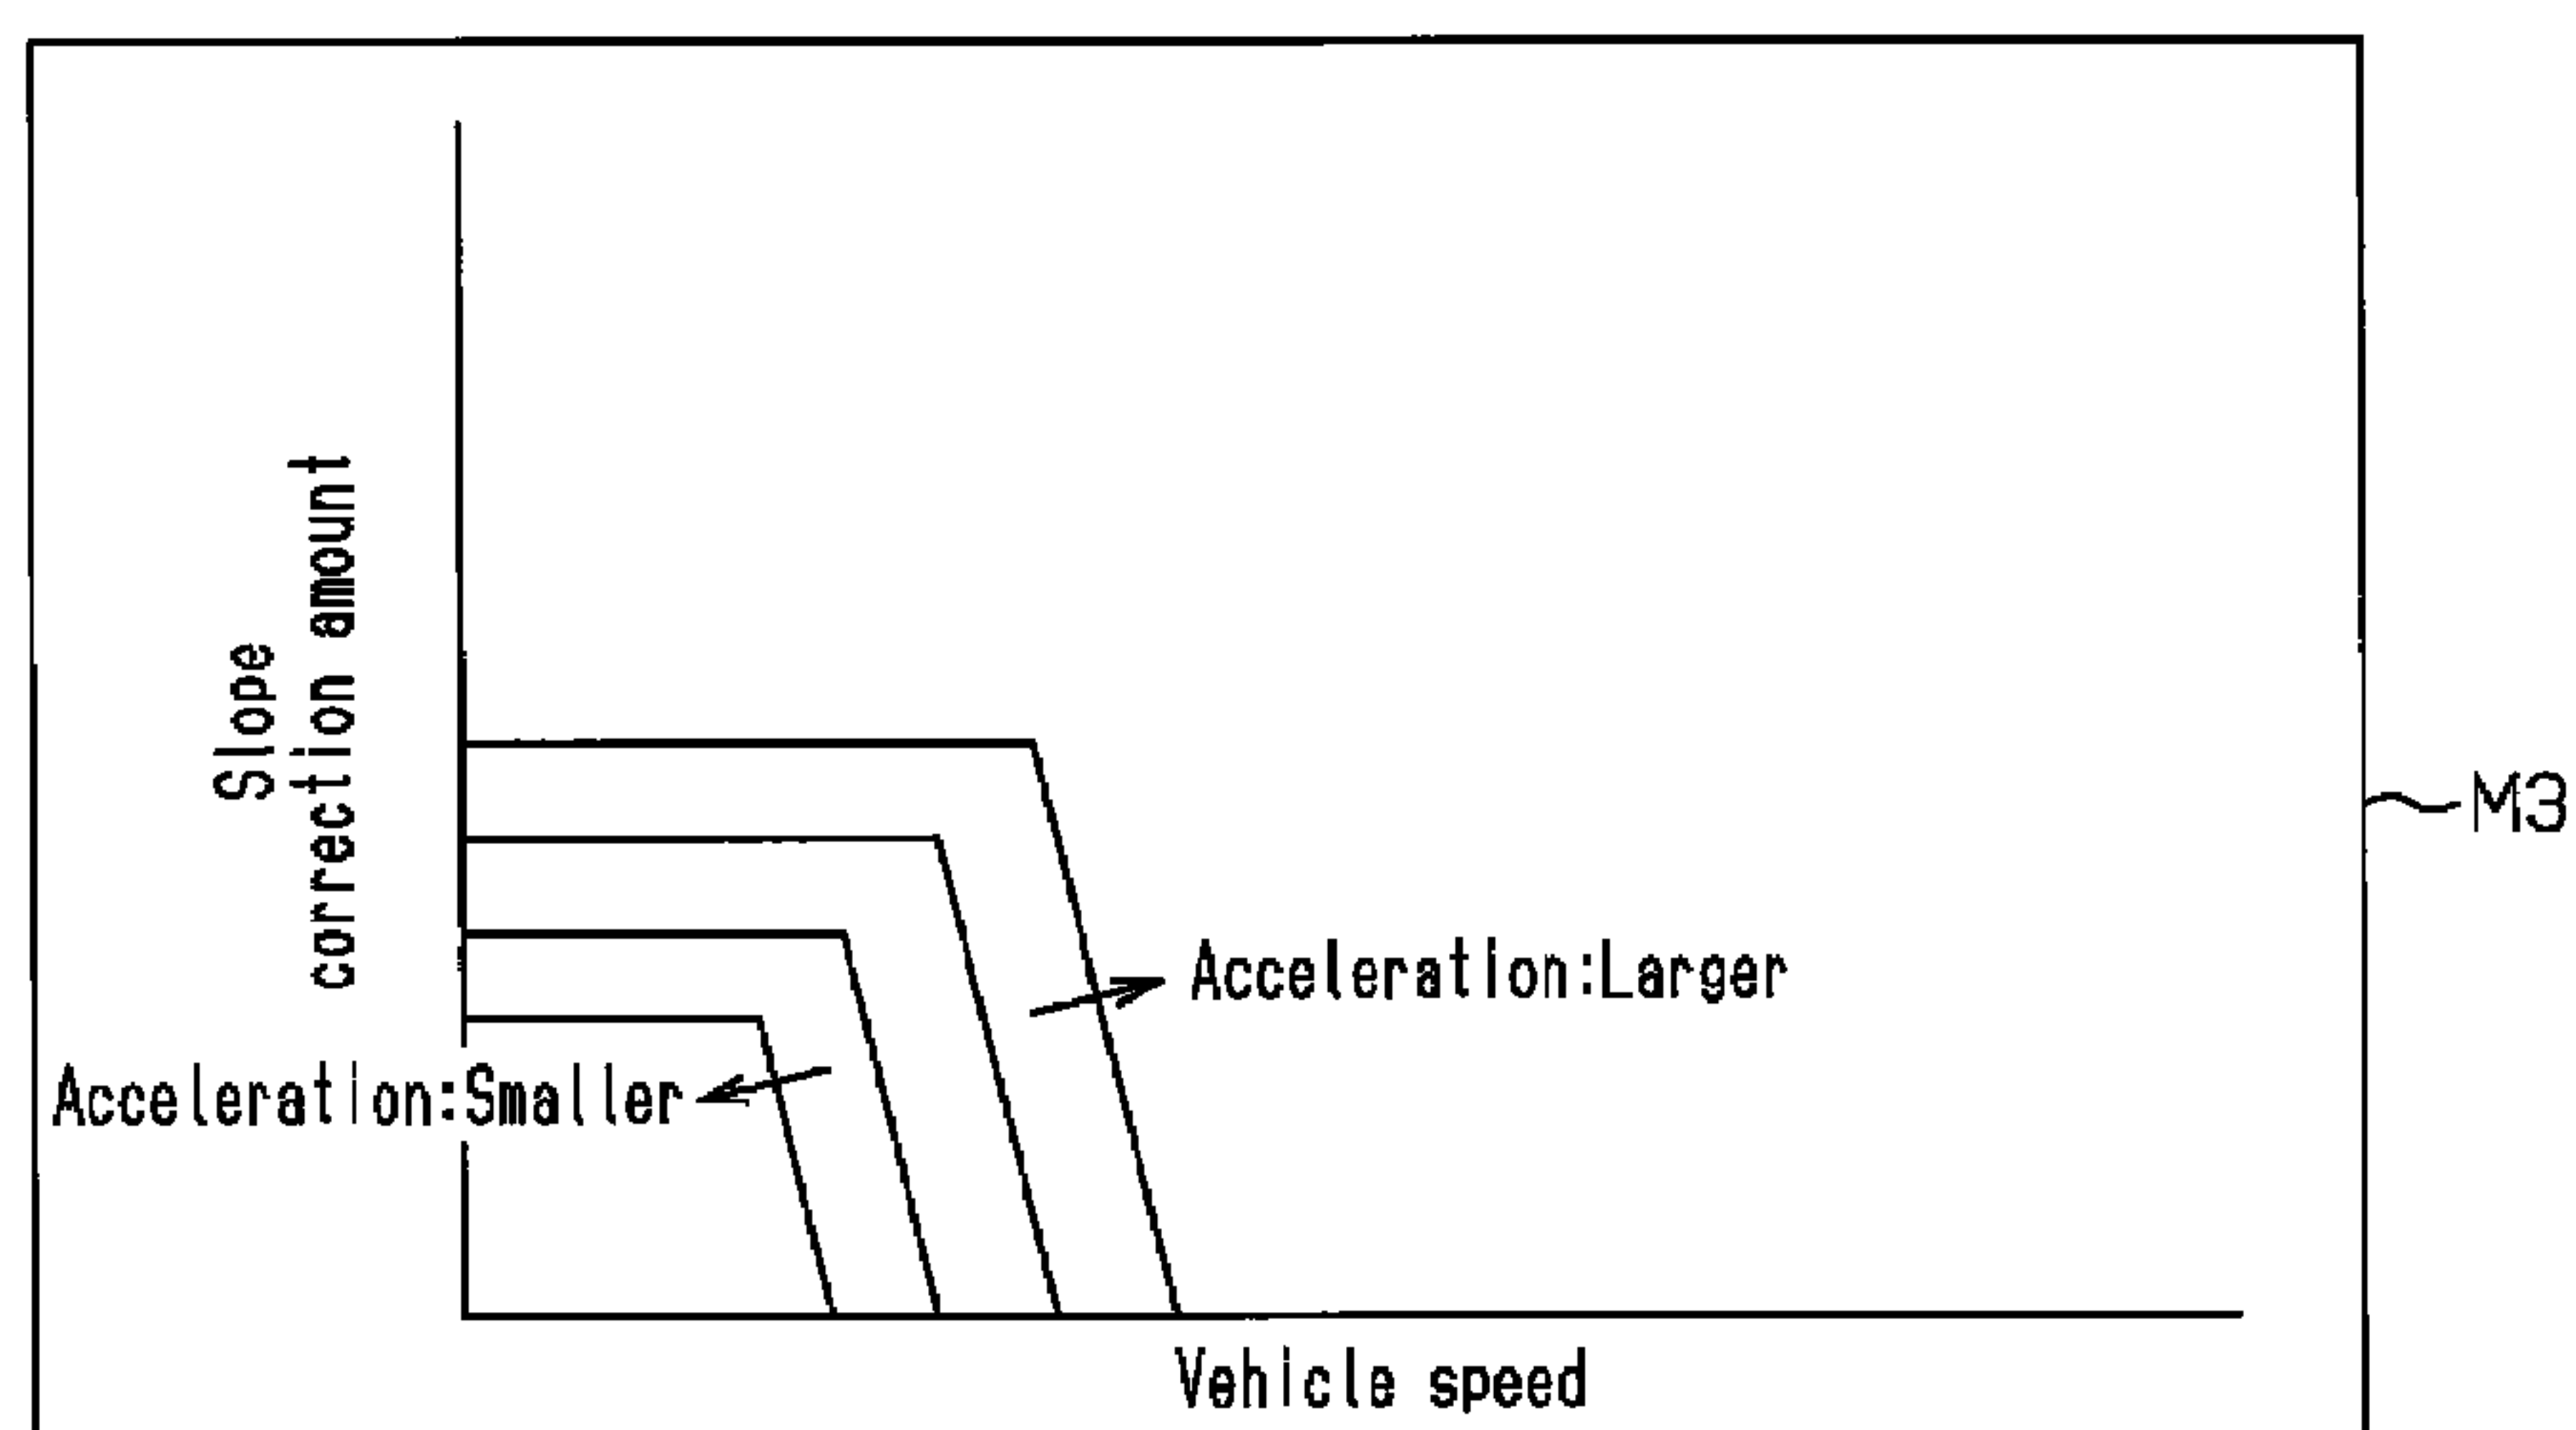 Slope
correction amount
M3
Acceleration:Larger
Acceleration:Smaller
Vehicle speed